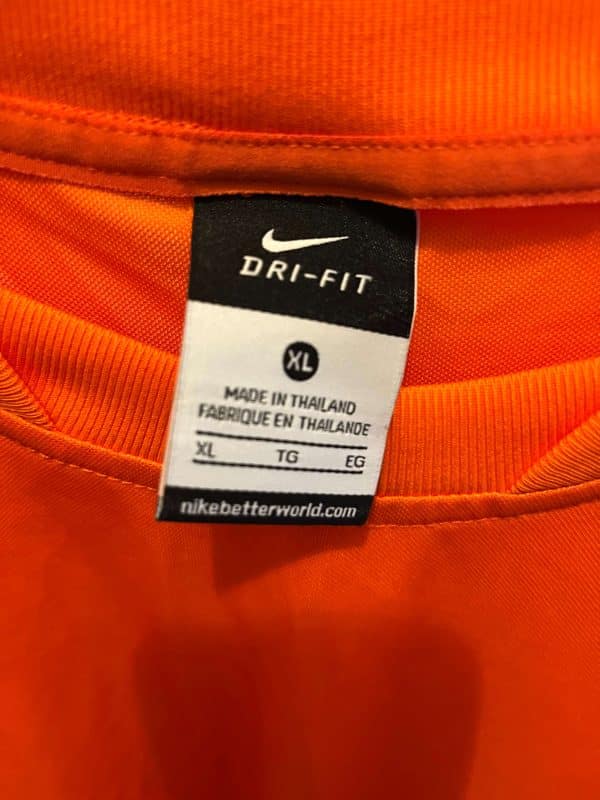 DRI-FIT
XL
MADE IN THAILAND
FABRIQUE EN THAILANDE
XL TG EG
nikebetterworld.com